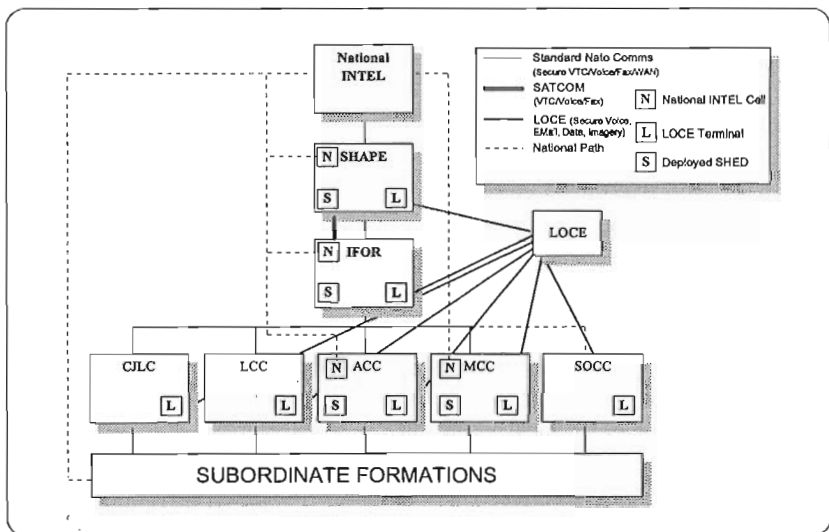 National
INTEL
Standard Nato Comms
(Secure VTC/Voice/Fax/WAN)
SATCOM
(VTC/Voice/Fax)
LOCE (Secure Voice,
EMail, Data, Imagery)
National Path
N National INTEL Cell
L LOCE Terminal
S Deployed SHED
N SHAPE
S L
LOCE
N IFOR
S L
CJLC
L
LCC
L
N ACC
S L
N MCC
S L
SOCC
L
SUBORDINATE FORMATIONS